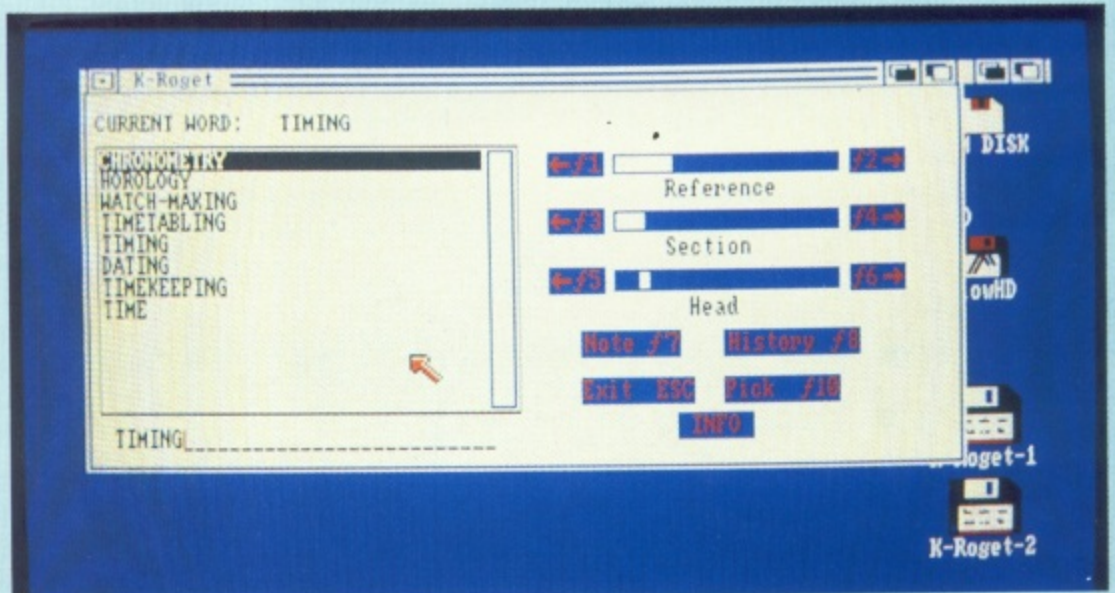 K-Roget
CURRENT WORD: TIMING
CHRONOMETRY
HOROLOGY
WATCH-MAKING
TIMETABLING
TIMING
DATING
TIMEKEEPING
TIME
TIMING
←f1 f2→
Reference
←f3 f4→
Section
←f5 f6→
Head
Note f7 History f8
Exit ESC Pick f10
INFO
DISK
owHD
oget-1
K-Roget-2